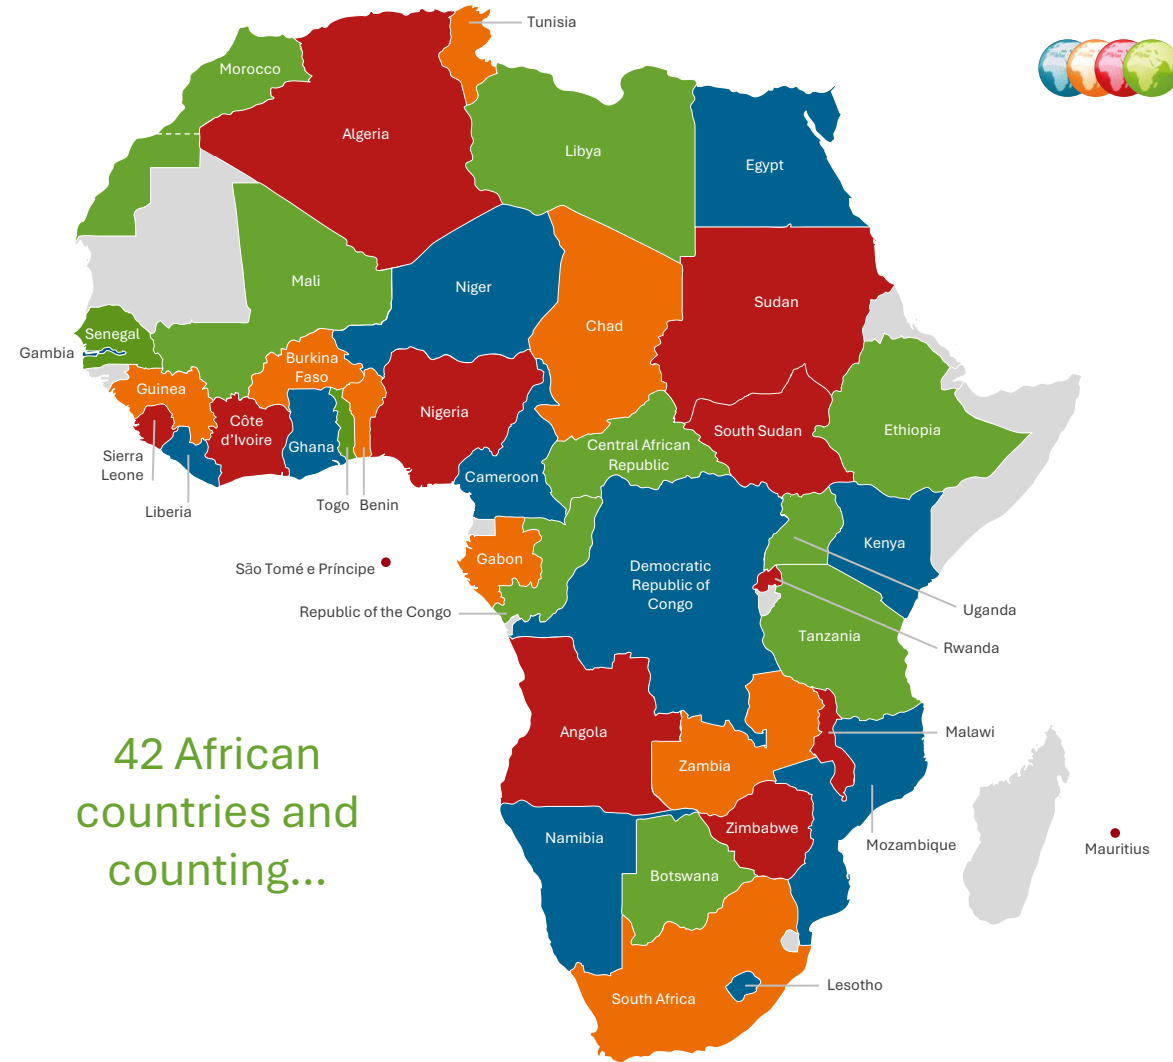 Tunisia
Morocco
Algeria
Libya
Egypt
Mali
Niger
Chad
Sudan
Senegal
Gambia
Guinea
Burkina
Faso
Nigeria
Côte
d'Ivoire
Ghana
South Sudan
Ethiopia
Central African
Republic
Sierra
Leone
Liberia
Togo
Benin
Cameroon
São Tomé e Príncipe
Gabon
Democratic
Republic of
Congo
Kenya
Republic of the Congo
Uganda
Tanzania
Rwanda
Angola
Malawi
42 African
countries and
counting...
Zambia
Namibia
Zimbabwe
Mozambique
Mauritius
Botswana
South Africa
Lesotho